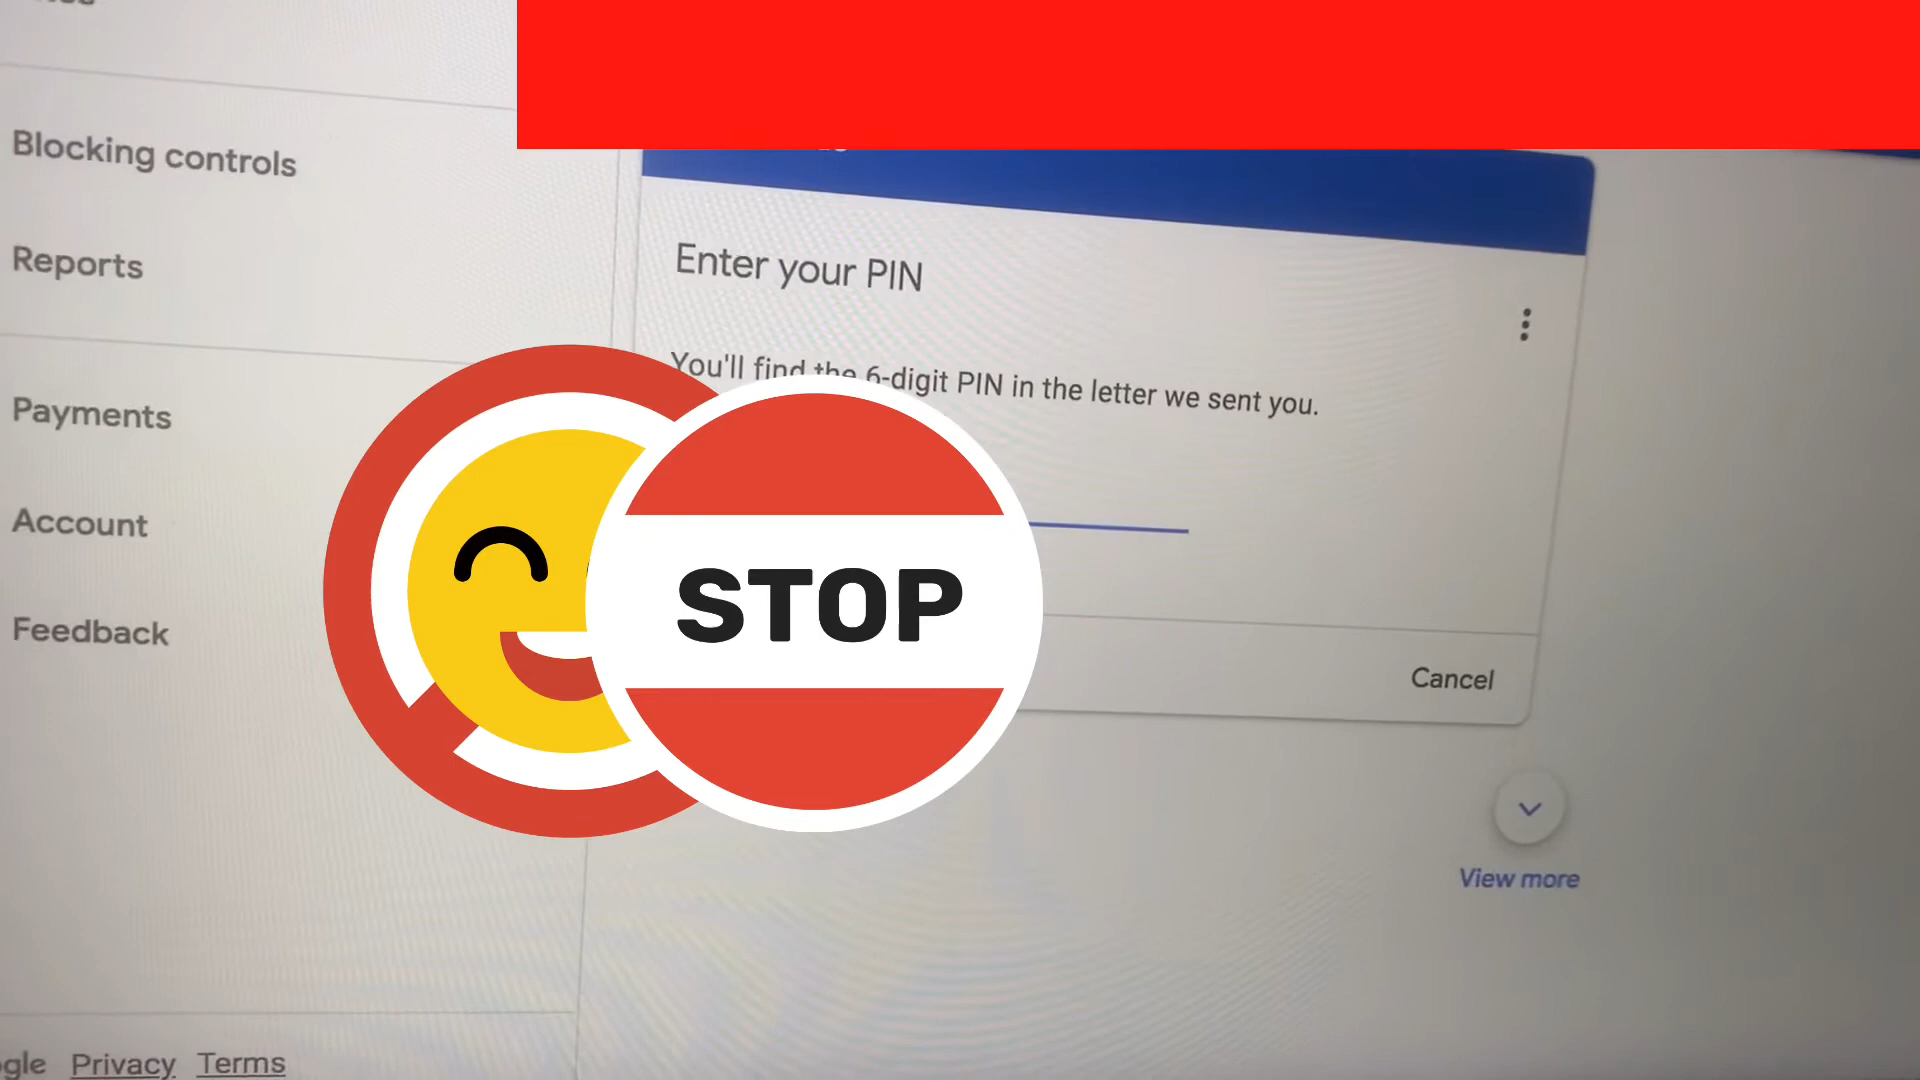 Blocking controls
Reports
Payments
Account
Feedback
Enter your PIN
You'll find the 6-digit PIN in the letter we sent you.
STOP
Cancel
View more
Privacy Terms